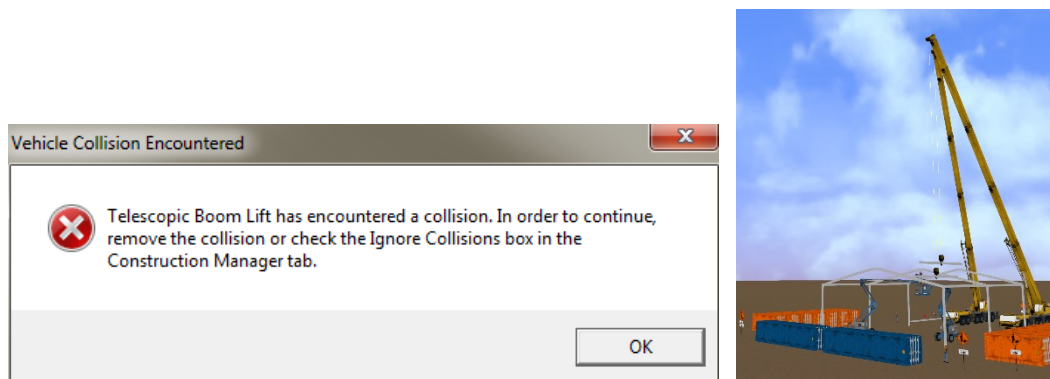 Vehicle Collision Encountered
Telescopic Boom Lift has encountered a collision. In order to continue,
remove the collision or check the Ignore Collisions box in the
Construction Manager tab.
OK